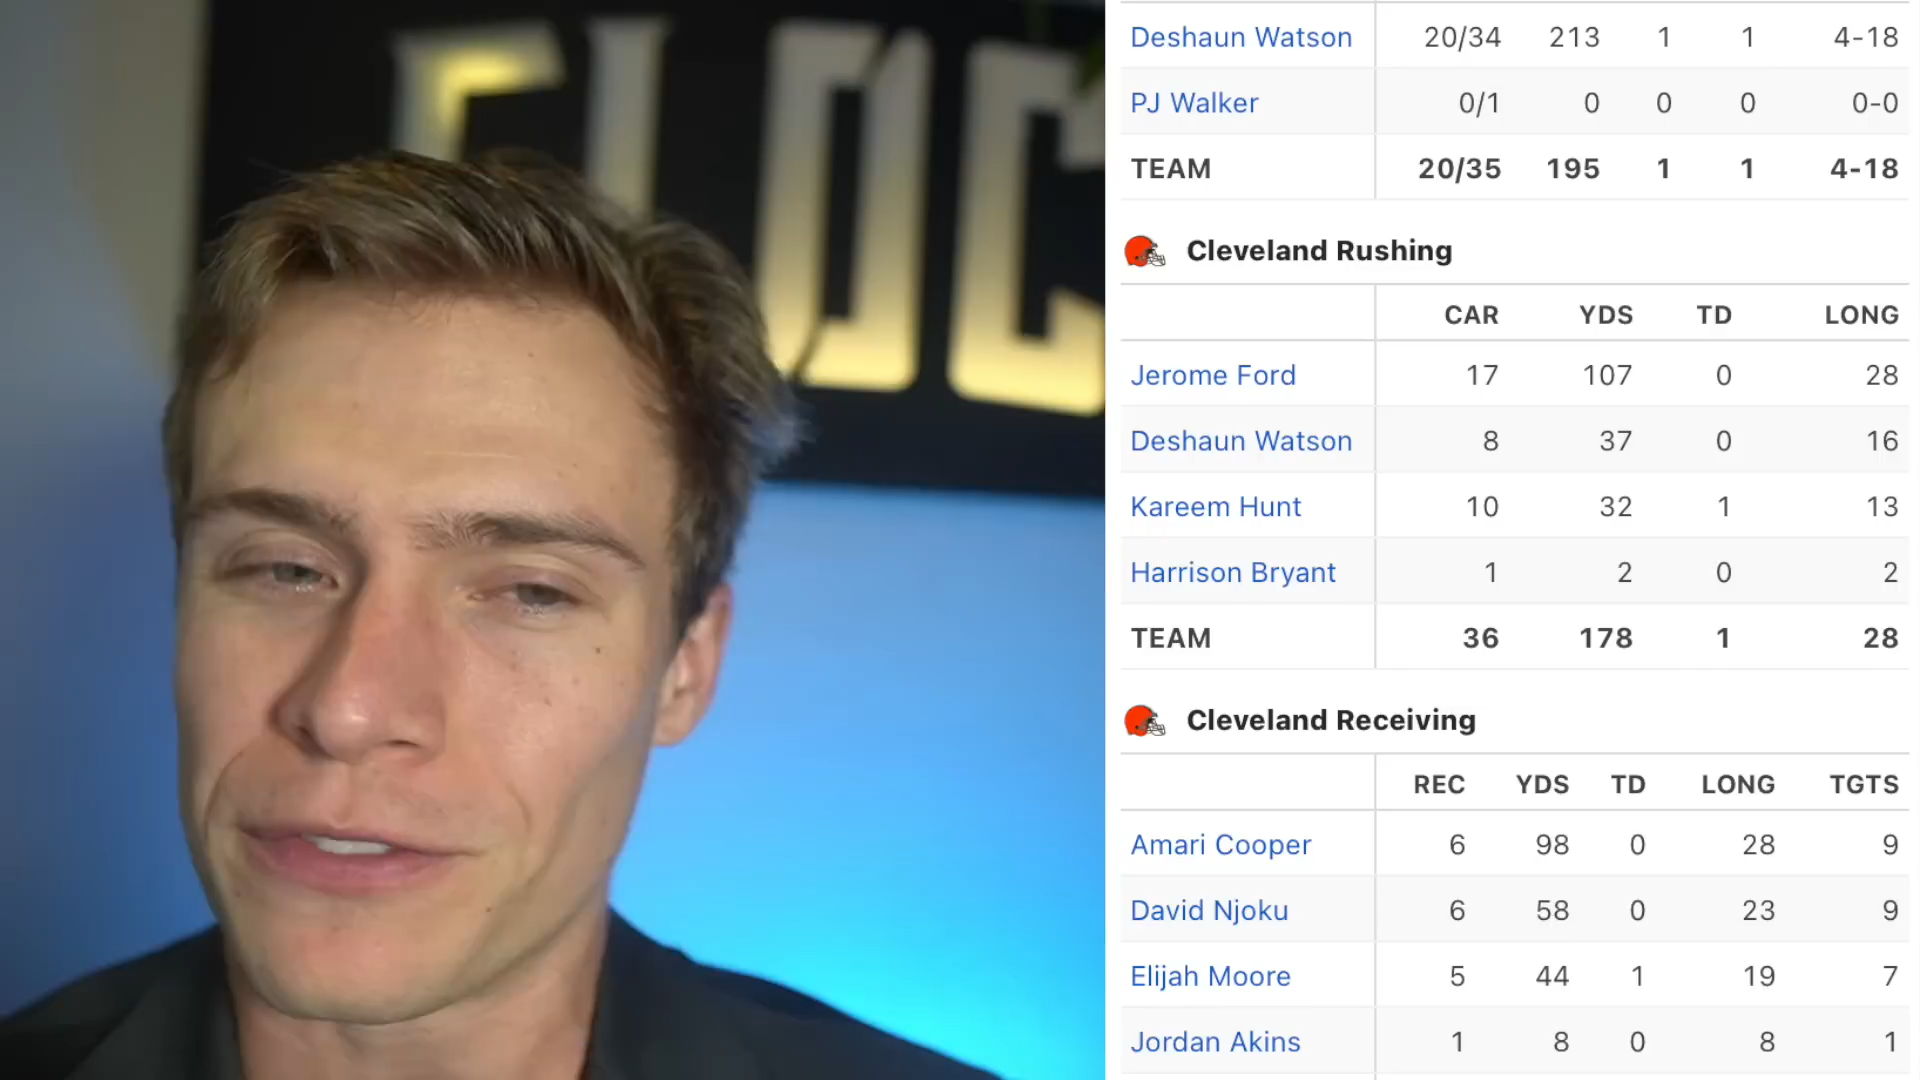 FLOC
Deshaun Watson 20/34 213 1 1 4-18
PJ Walker 0/1 0 0 0 0-0
TEAM 20/35 195 1 1 4-18
Cleveland Rushing
CAR YDS TD LONG
Jerome Ford 17 107 0 28
Deshaun Watson 8 37 0 16
Kareem Hunt 10 32 1 13
Harrison Bryant 1 2 0 2
TEAM 36 178 1 28
Cleveland Receiving
REC YDS TD LONG TGTS
Amari Cooper 6 98 0 28 9
David Njoku 6 58 0 23 9
Elijah Moore 5 44 1 19 7
Jordan Akins 1 8 0 8 1